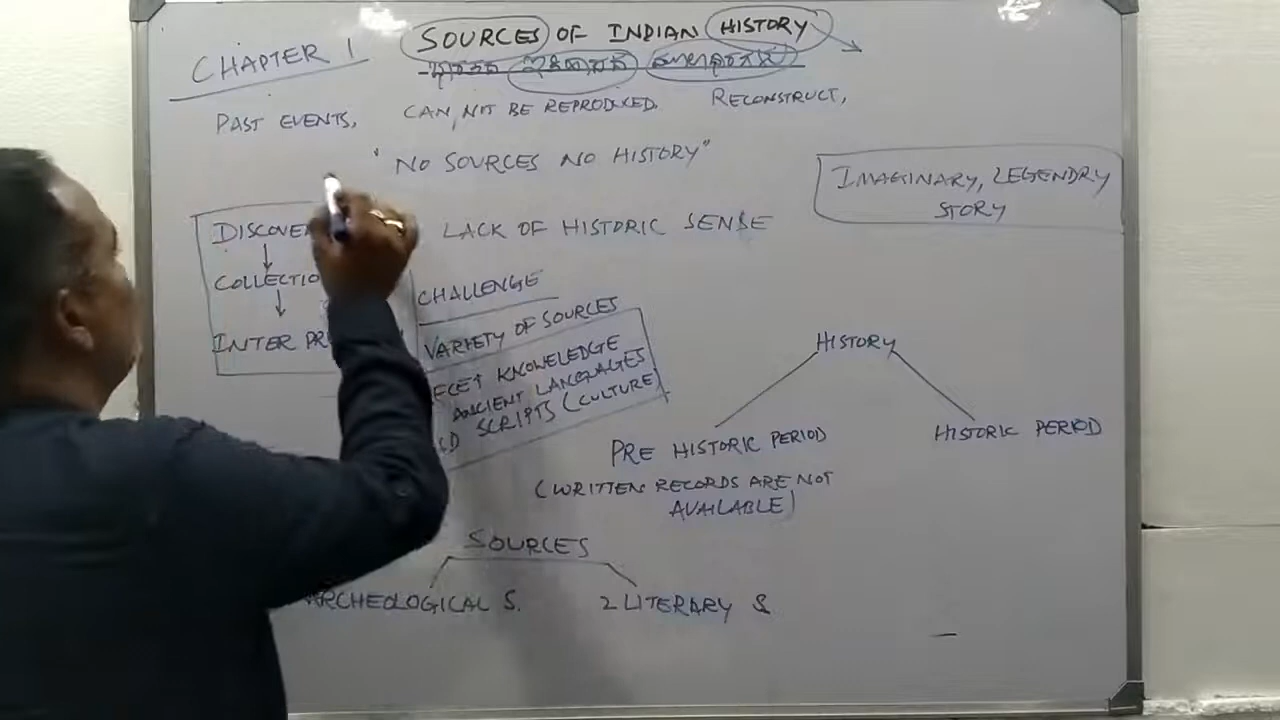 CHAPTER 1
SOURCES OF INDIAN HISTORY
PAST EVENTS, CAN NOT BE REPRODUCED. RECONSTRUCT,
"NO SOURCES NO HISTORY"
IMAGINARY, LEGENDRY
STORY
LACK OF HISTORIC SENSE
CHALLENGE
VARIETY OF SOURCES
KNOWELEDGE
ANCIENT LANGUAGES
SCRIPTS (CULTURE)
HISTORY
PRE HISTORIC PERIOD
(WRITTEN RECORDS ARE NOT
AVAILABLE)
HISTORIC PERIOD
SOURCES
ARCHEOLOGICAL S.
2 LITERARY S